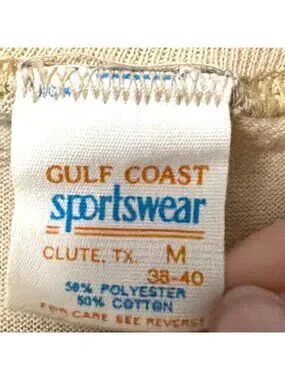 GULF COAST
sportswear
CLUTE, TX M
38-40
50% POLYESTER
50% COTTON
FOR CARE SEE REVERSE